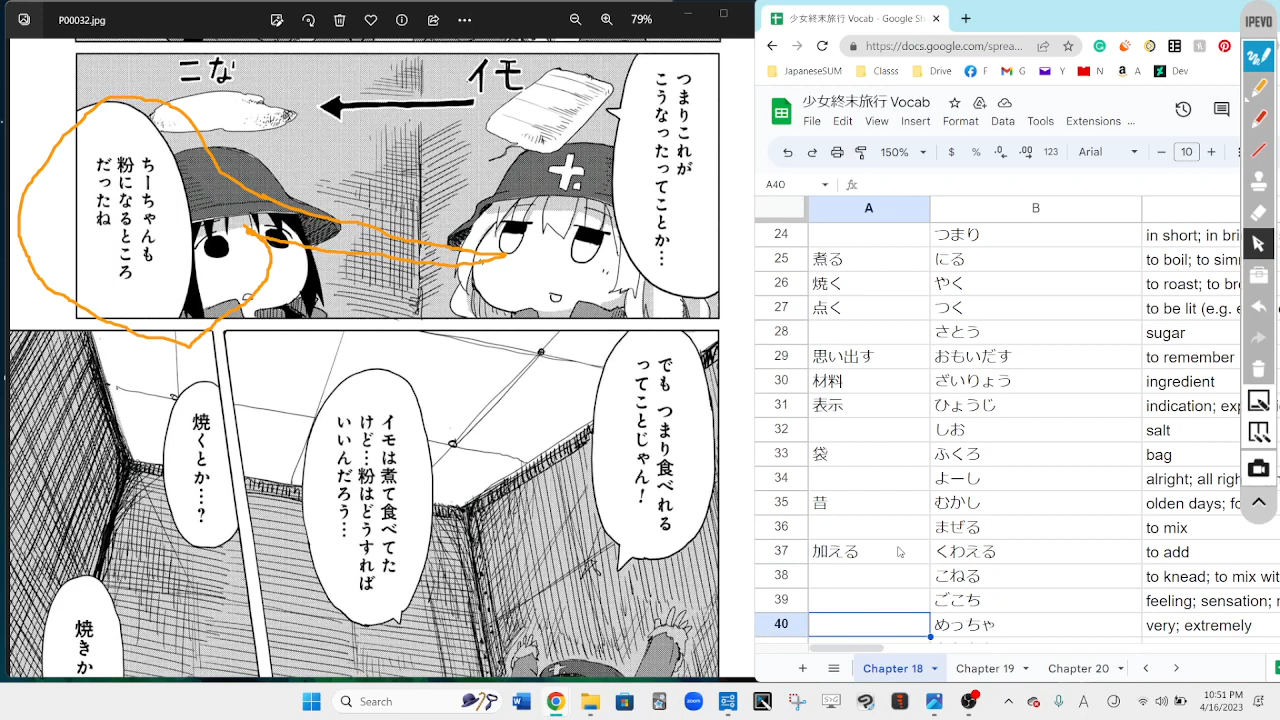 P00032.jpg
79%
こな
イモ
つまりこれが
こうなったってことか…
ちーちゃんも
粉になるところ
だったね
でも つまり食べれる
ってことじゃん！
イモは煮て食べてた
けど…粉はどうすれば
いいんだろう…
焼くとか…？
焼きか
少女終末旅行 Vocab - Google Sh
https://docs.google.com/sprea
JapaneseSUM
Class
Drive
F
G
Y
N
A
Di
少女終末旅行 Vocab
File Edit View Insert Format Data Tools Extensions ...
150% $ % .0 .00 123 Arial 10
A40
fx
A B
24 つまり in short; in bri
25 煮る にる to boil; to sim
26 焼く やく to roast; to bro
27 点く つく to be lit (e.g. e
28 さとう sugar
29 思い出す おもいだす to remember
30 材料 ざいりょう ingredient
31 表示 ひょうじ indication; exp
32 しお salt
33 袋 ふくろ bag
34 よーし alright; all righ
35 昔 むかし olden days; fo
36 まぜる to mix
37 加える くわえる to add
38 こねる to knead; to mix wit
39 ごこち feeling; sensation; m
40 めっちゃ very; extremely
Chapter 18 Chapter 19 Chapter 20
IPEVO
Search
zoom
A
10:51 PM